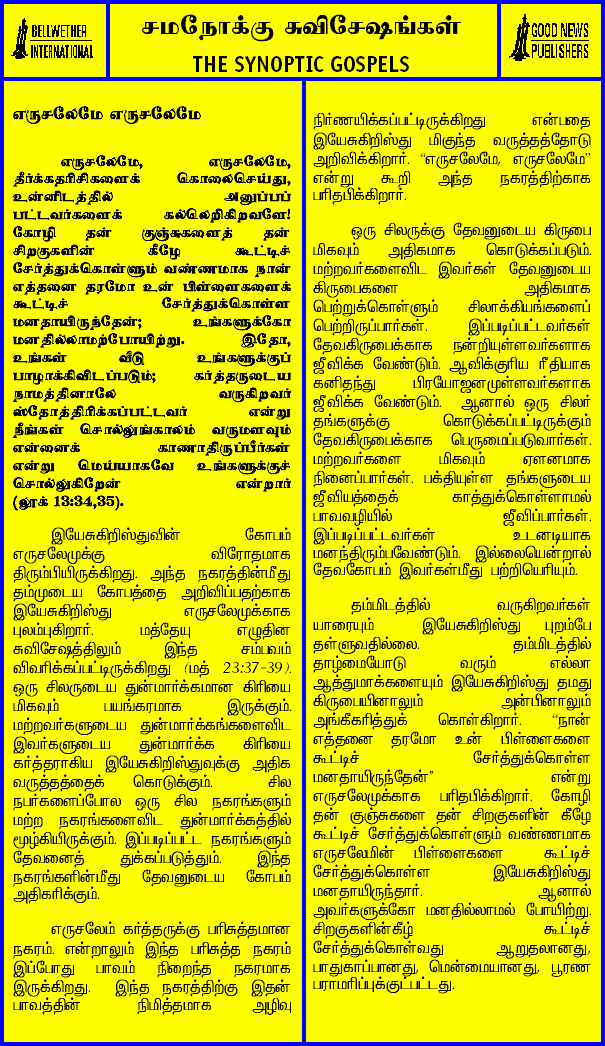 BELLWETHER
INTERNATIONAL
சமநோக்கு சுவிசேஷங்கள்
THE SYNOPTIC GOSPELS
GOOD NEWS
PUBLISHERS
எருசலேமே எருசலேமே
எருசலேமே, எருசலேமே,
தீர்க்கதரிசிகளைக் கொலைசெய்து,
உன்னிடத்தில் அனுப்பப்
பட்டவர்களைக் கல்லெறிகிறவளே!
கோழி தன் குஞ்சுகளைத் தன்
சிறகுகளின் கீழே கூட்டிச்
சேர்த்துக்கொள்ளும் வண்ணமாக நான்
எத்தனை தரமோ உன் பிள்ளைகளைக்
கூட்டிச் சேர்த்துக்கொள்ள
மனதாயிருந்தேன்; உங்களுக்கோ
மனதில்லாமற்போயிற்று. இதோ,
உங்கள் வீடு உங்களுக்குப்
பாழாக்கிவிடப்படும்; கர்த்தருடைய
நாமத்தினாலே வருகிறவர்
ஸ்தோத்திரிக்கப்பட்டவர் என்று
நீங்கள் சொல்லுங்காலம் வருமளவும்
என்னைக் காணாதிருப்பீர்கள்
என்று மெய்யாகவே உங்களுக்குச்
சொல்லுகிறேன் என்றார்
(லூக் 13:34,35).
இயேசுகிறிஸ்துவின் கோபம்
எருசலேமுக்கு விரோதமாக
திரும்பியிருக்கிறது. அந்த நகரத்தின்மீது
தம்முடைய கோபத்தை அறிவிப்பதற்காக
இயேசுகிறிஸ்து எருசலேமுக்காக
புலம்புகிறார். மத்தேயு எழுதின
சுவிசேஷத்திலும் இந்த சம்பவம்
விவரிக்கப்பட்டிருக்கிறது (மத் 23:37-39).
ஒரு சிலருடைய துன்மார்க்கமான கிரியை
மிகவும் பயங்கரமாக இருக்கும்.
மற்றவர்களுடைய துன்மார்க்கங்களைவிட
இவர்களுடைய துன்மார்க்க கிரியை
கர்த்தராகிய இயேசுகிறிஸ்துவுக்கு அதிக
வருத்தத்தைக் கொடுக்கும். சில
நபர்களைப்போல ஒரு சில நகரங்களும்
மற்ற நகரங்களைவிட துன்மார்க்கத்தில்
மூழ்கியிருக்கும். இப்படிப்பட்ட நகரங்களும்
தேவனைத் துக்கப்படுத்தும். இந்த
நகரங்களின்மீது தேவனுடைய கோபம்
அதிகரிக்கும்.
எருசலேம் கர்த்தருக்கு பரிசுத்தமான
நகரம். என்றாலும் இந்த பரிசுத்த நகரம்
இப்போது பாவம் நிறைந்த நகரமாக
இருக்கிறது. இந்த நகரத்திற்கு இதன்
பாவத்தின் நிமித்தமாக அழிவு
நிர்ணயிக்கப்பட்டிருக்கிறது என்பதை
இயேசுகிறிஸ்து மிகுந்த வருத்தத்தோடு
அறிவிக்கிறார். “எருசலேமே, எருசலேமே”
என்று கூறி அந்த நகரத்திற்காக
பரிதபிக்கிறார்.
ஒரு சிலருக்கு தேவனுடைய கிருபை
மிகவும் அதிகமாக கொடுக்கப்படும்.
மற்றவர்களைவிட இவர்கள் தேவனுடைய
கிருபைகளை அதிகமாக
பெற்றுக்கொள்ளும் சிலாக்கியங்களைப்
பெற்றிருப்பார்கள். இப்படிப்பட்டவர்கள்
தேவகிருபைக்காக நன்றியுள்ளவர்களாக
ஜீவிக்க வேண்டும். ஆவிக்குரிய ரீதியாக
கனிதந்து பிரயோஜனமுள்ளவர்களாக
ஜீவிக்க வேண்டும். ஆனால் ஒரு சிலர்
தங்களுக்கு கொடுக்கப்பட்டிருக்கும்
தேவகிருபைக்காக பெருமைப்படுவார்கள்.
மற்றவர்களை மிகவும் ஏளனமாக
நினைப்பார்கள். பக்தியுள்ள தங்களுடைய
ஜீவியத்தைக் காத்துக்கொள்ளாமல்
பாவவழியில் ஜீவிப்பார்கள்.
இப்படிப்பட்டவர்கள் உடனடியாக
மனந்திரும்பவேண்டும். இல்லையென்றால்
தேவகோபம் இவர்கள்மீது பற்றியெரியும்.
தம்மிடத்தில் வருகிறவர்கள்
யாரையும் இயேசுகிறிஸ்து புறம்பே
தள்ளுவதில்லை. தம்மிடத்தில்
தாழ்மையோடு வரும் எல்லா
ஆத்துமாக்களையும் இயேசுகிறிஸ்து தமது
கிருபையினாலும் அன்பினாலும்
அங்கீகரித்துக் கொள்கிறார். “நான்
எத்தனை தரமோ உன் பிள்ளைகளை
கூட்டிச் சேர்த்துக்கொள்ள
மனதாயிருந்தேன்” என்று
எருசலேமுக்காக பரிதபிக்கிறார். கோழி
தன் குஞ்சுகளை தன் சிறகுகளின் கீழே
கூட்டிச் சேர்த்துக்கொள்ளும் வண்ணமாக
எருசலேமின் பிள்ளைகளை கூட்டிச்
சேர்த்துக்கொள்ள இயேசுகிறிஸ்து
மனதாயிருந்தார். ஆனால்
அவர்களுக்கோ மனதில்லாமல் போயிற்று.
சிறகுகளின்கீழ் கூட்டிச்
சேர்த்துக்கொள்வது ஆறுதலானது,
பாதுகாப்பானது, மென்மையானது, பூரண
பராமரிப்புக்குட்பட்டது.